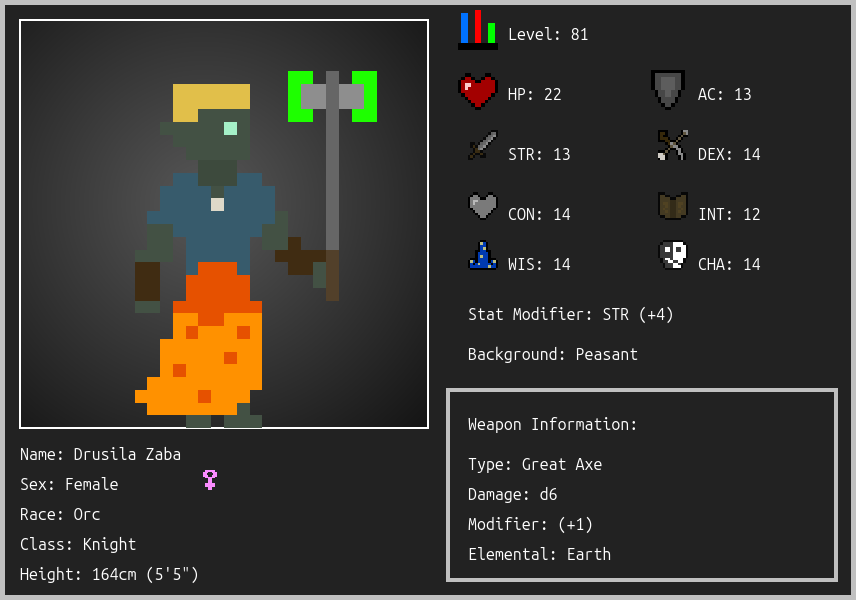 Level: 81
HP: 22
AC: 13
STR: 13
DEX: 14
CON: 14
INT: 12
WIS: 14
CHA: 14
Stat Modifier: STR (+4)
Background: Peasant
Weapon Information:
Type: Great Axe
Damage: d6
Modifier: (+1)
Elemental: Earth
Name: Drusila Zaba
Sex: Female
Race: Orc
Class: Knight
Height: 164cm (5'5")